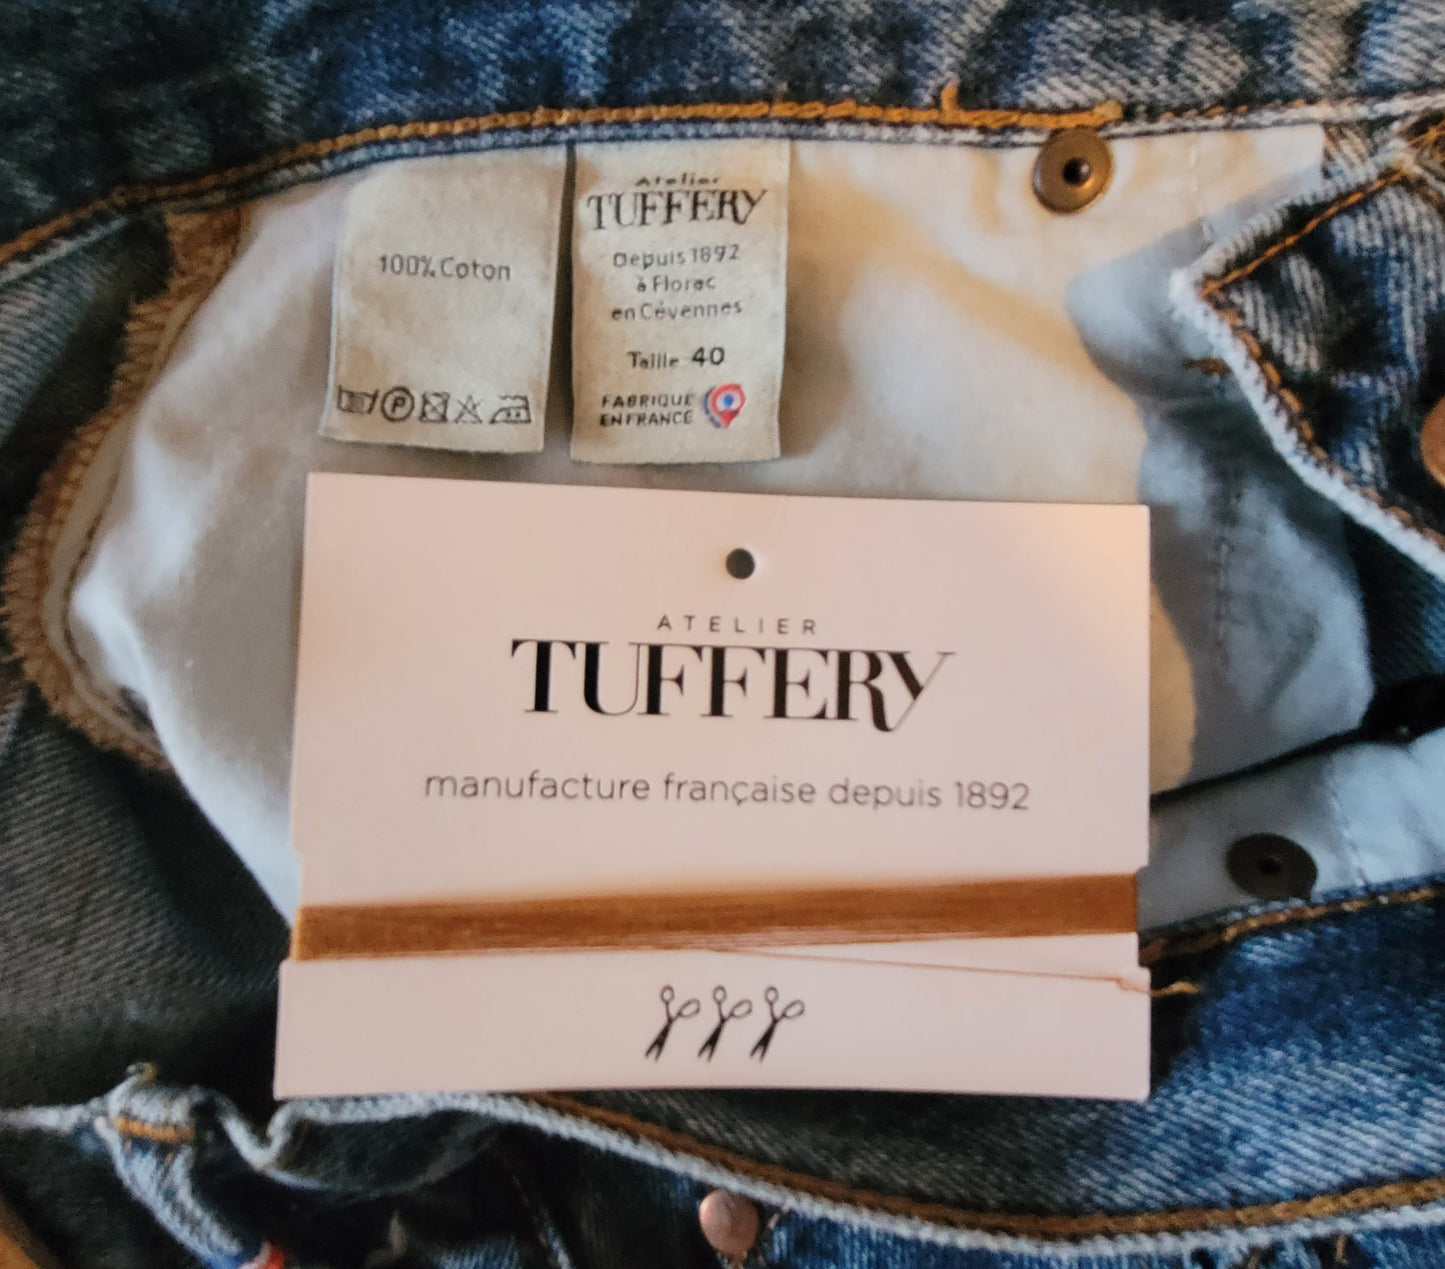 100% Coton
P
Atelier
TUFFERY
Depuis 1892
à Florac
en Cévennes
Taille 40
FABRIQUÉ
EN FRANCE
ATELIER
TUFFERY
manufacture française depuis 1892